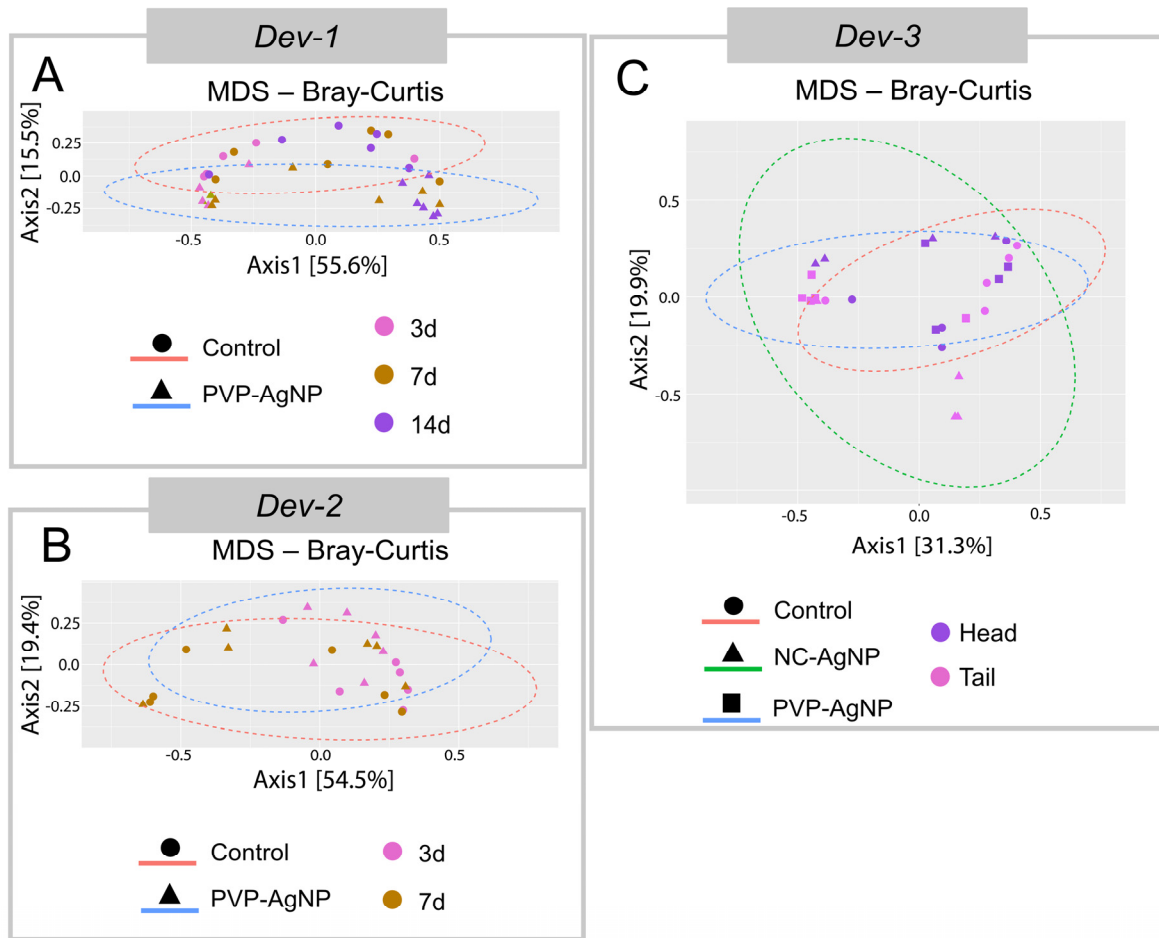 Dev-1
A
MDS – Bray-Curtis
Axis2 [15.5%]
0.25
0.0
-0.25
-0.5
0.0
0.5
Axis1 [55.6%]
Control
PVP-AgNP
3d
7d
14d
Dev-2
B
MDS – Bray-Curtis
Axis2 [19.4%]
0.25
0.0
-0.25
-0.5
0.0
0.5
Axis1 [54.5%]
Control
PVP-AgNP
3d
7d
Dev-3
C
MDS – Bray-Curtis
Axis2 [19.9%]
0.5
0.0
-0.5
-0.5
0.0
0.5
Axis1 [31.3%]
Control
NC-AgNP
PVP-AgNP
Head
Tail